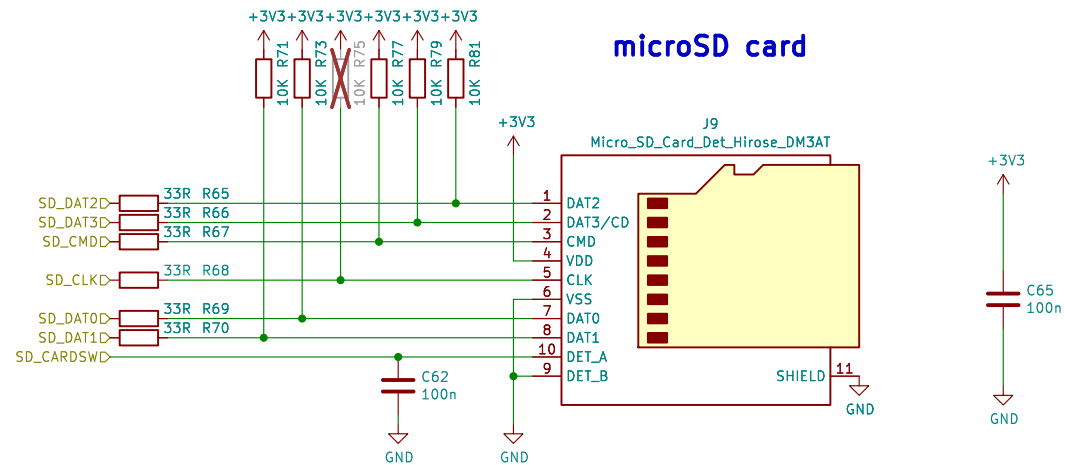 +3V3 +3V3 +3V3 +3V3 +3V3 +3V3
10K R71
10K R73
10K R75
10K R77
10K R79
10K R81
microSD card
+3V3
J9
Micro_SD_Card_Det_Hirose_DM3AT
+3V3
SD_DAT2 33R R65 1 DAT2
SD_DAT3 33R R66 2 DAT3/CD
SD_CMD 33R R67 3 CMD
4 VDD
SD_CLK 33R R68 5 CLK
6 VSS
SD_DAT0 33R R69 7 DAT0
SD_DAT1 33R R70 8 DAT1
SD_CARDSW 10 DET_A
9 DET_B
SHIELD 11
C62
100n
C65
100n
GND
GND
GND
GND